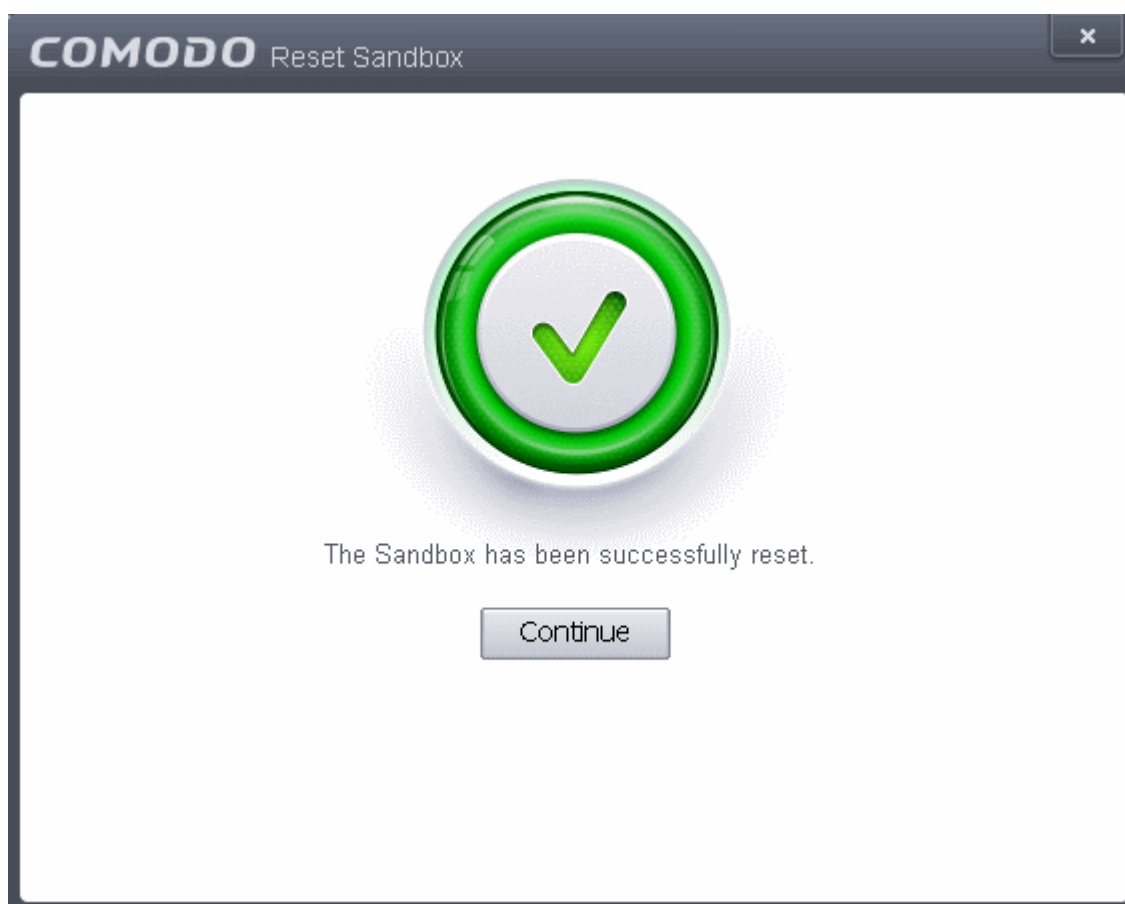 COMODO Reset Sandbox
The Sandbox has been successfully reset.
Continue